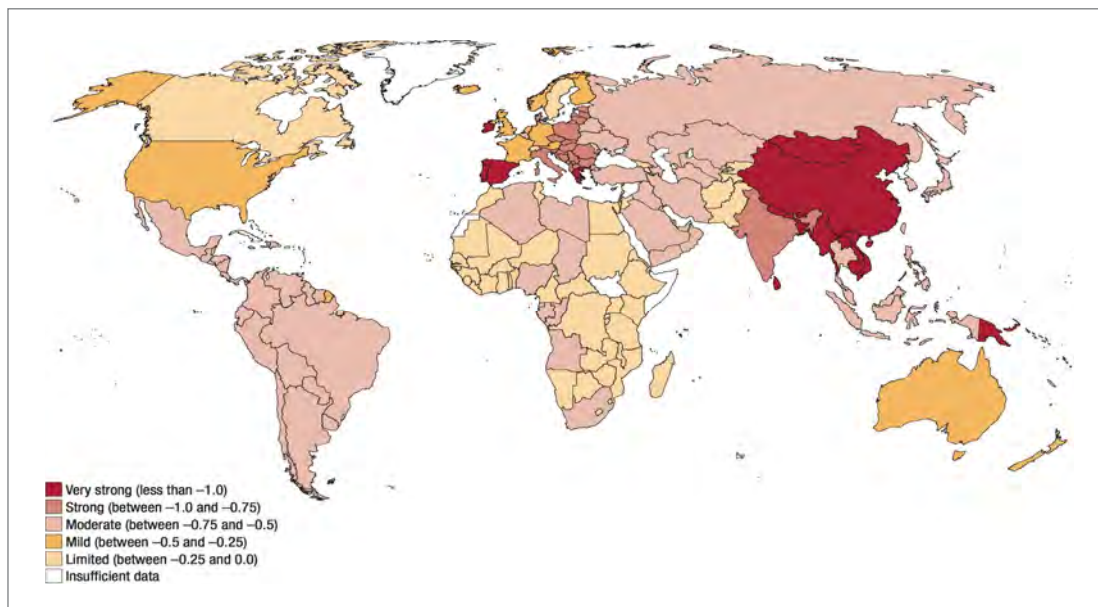 Very strong (less than −1.0)
Strong (between −1.0 and −0.75)
Moderate (between −0.75 and −0.5)
Mild (between −0.5 and −0.25)
Limited (between −0.25 and 0.0)
Insufficient data